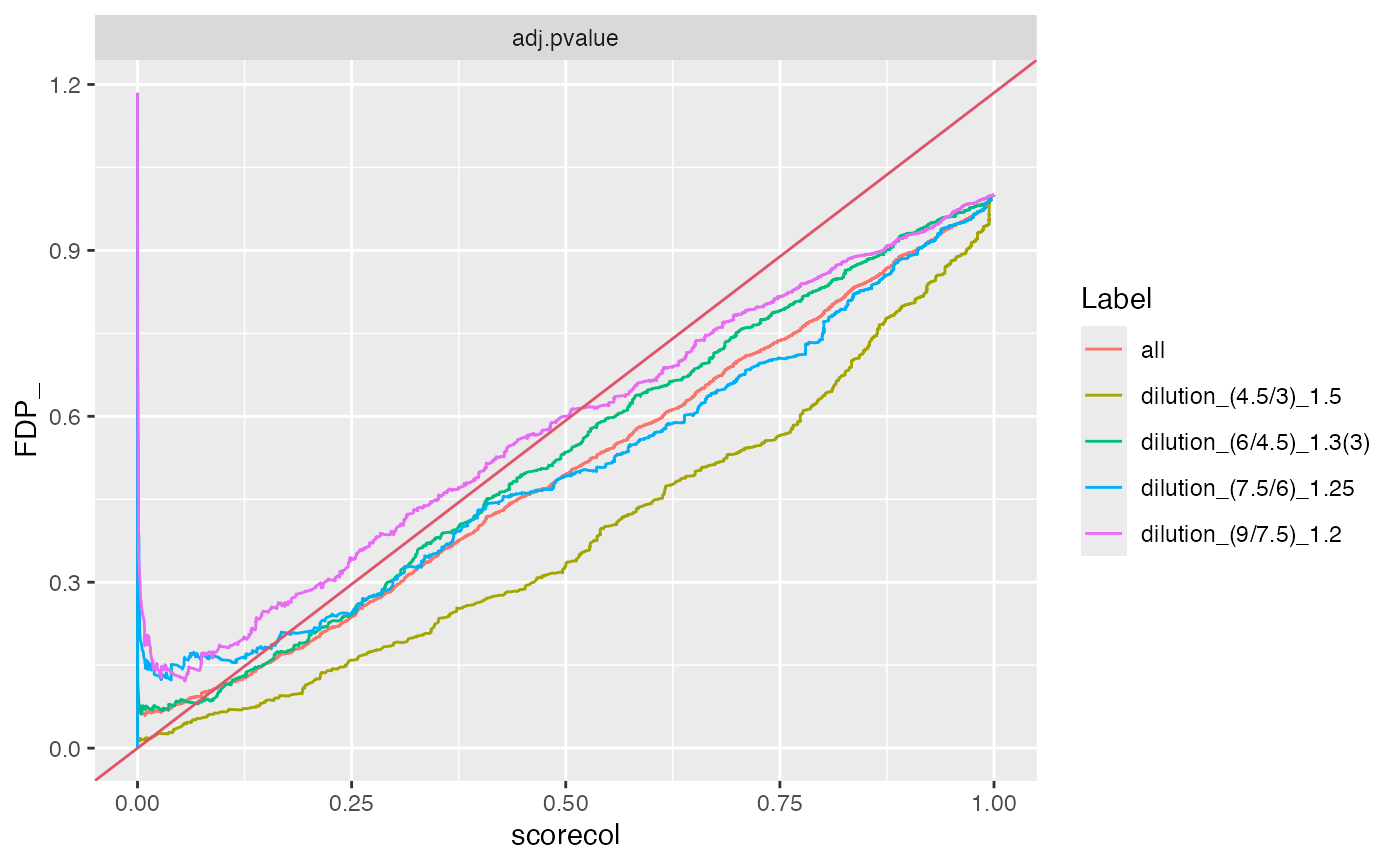 adj.pvalue
1.2
0.9
0.6
0.3
0.0
FDP_
0.00 0.25 0.50 0.75 1.00
scorecol
Label
all
dilution_(4.5/3)_1.5
dilution_(6/4.5)_1.3(3)
dilution_(7.5/6)_1.25
dilution_(9/7.5)_1.2